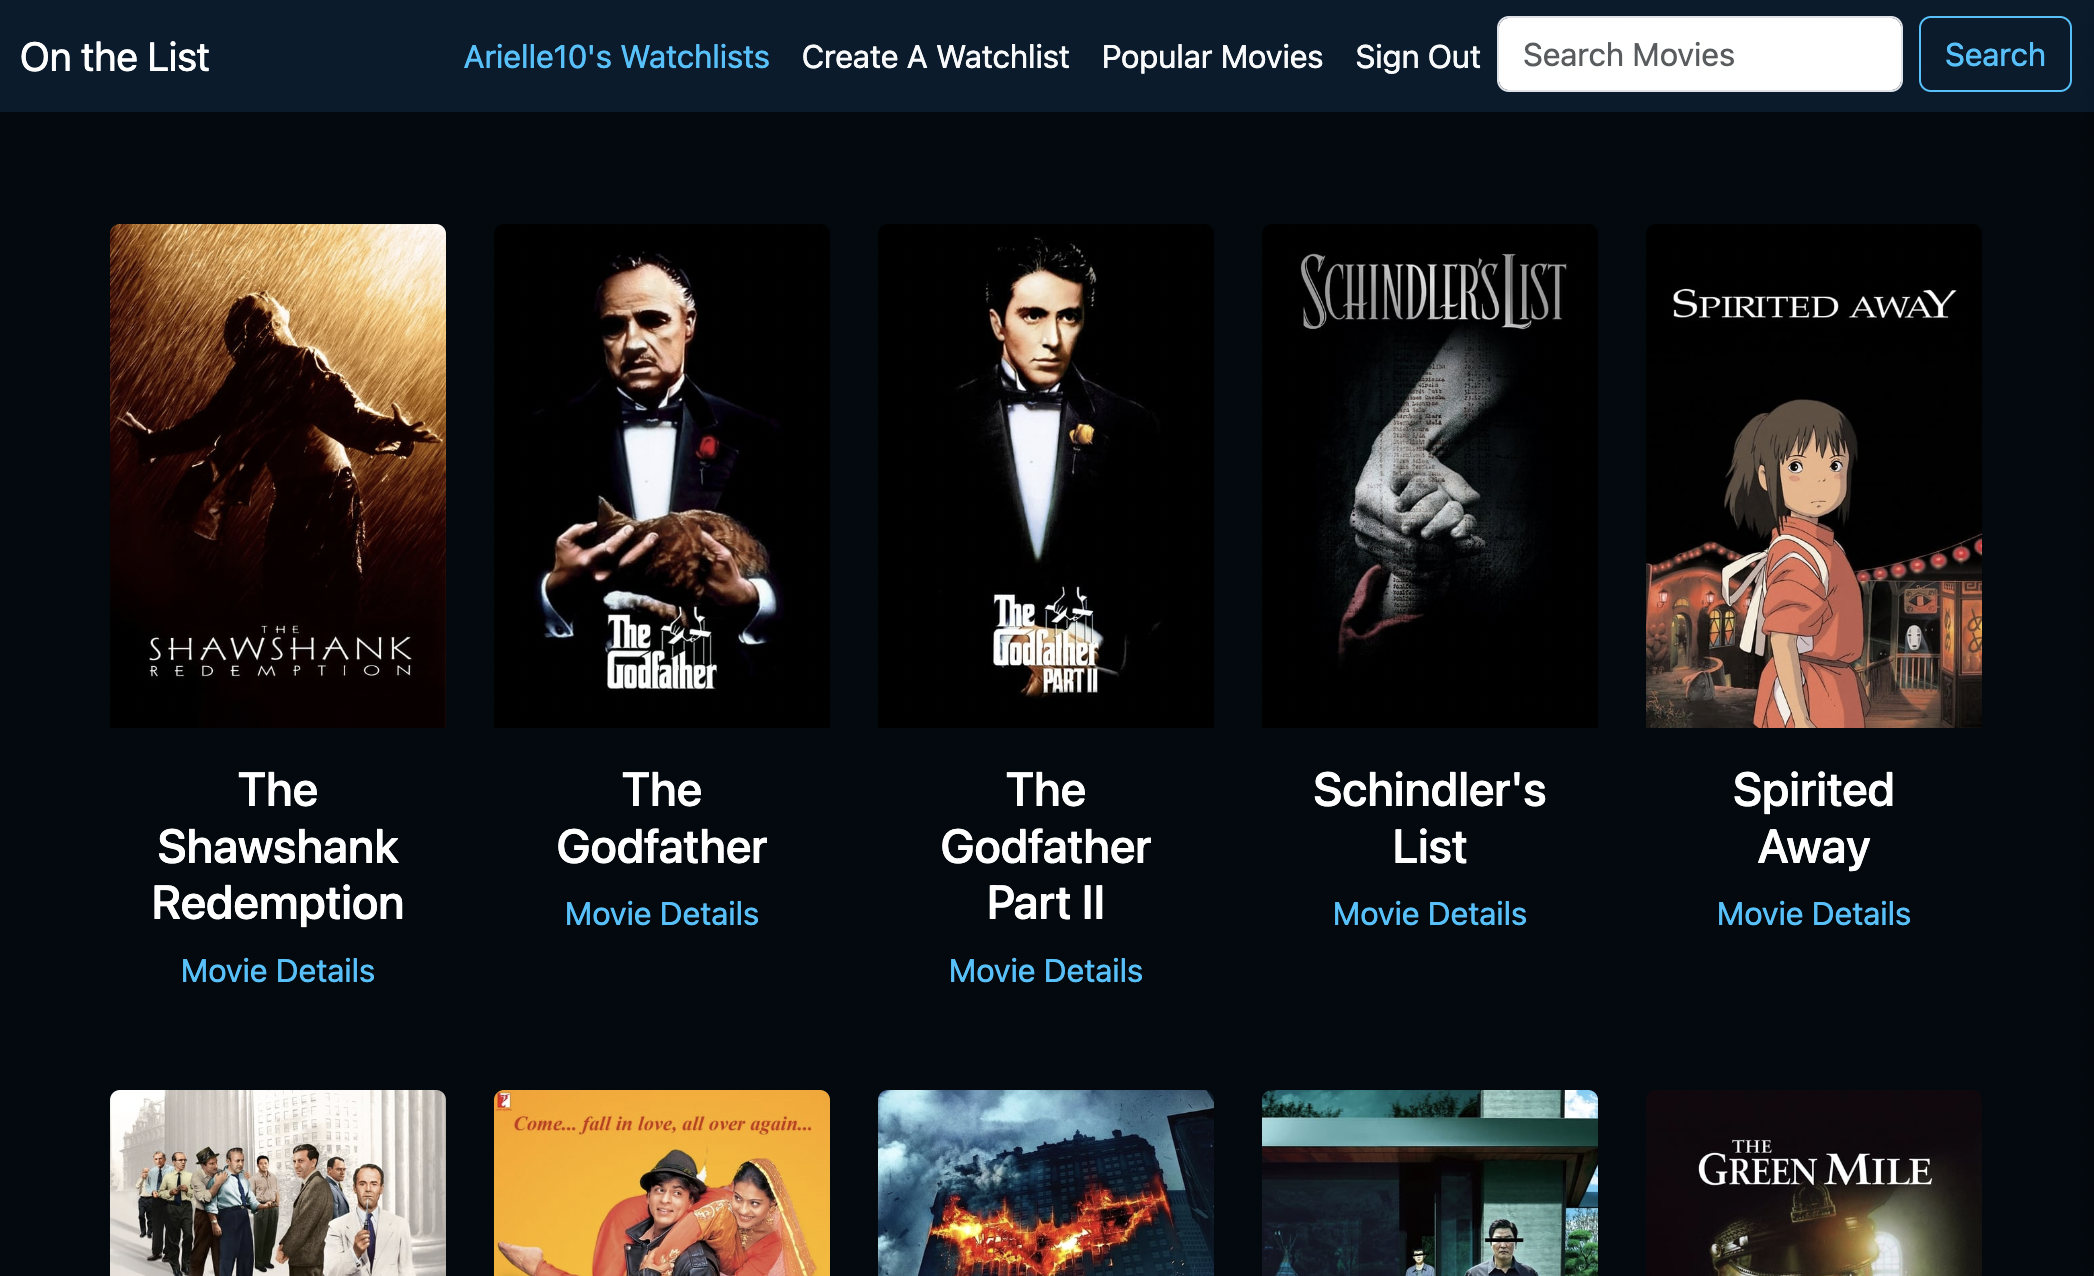 On the List
Arielle10's Watchlists
Create A Watchlist
Popular Movies
Sign Out
Search Movies
Search
THE
SHAWSHANK
REDEMPTION
The
Godfather
The
Godfather
PART II
SCHINDLER'S LIST
SPIRITED AWAY
The
Shawshank
Redemption
Movie Details
The
Godfather
Movie Details
The
Godfather
Part II
Movie Details
Schindler's
List
Movie Details
Spirited
Away
Movie Details
Come... fall in love, all over again...
THE
GREEN MILE